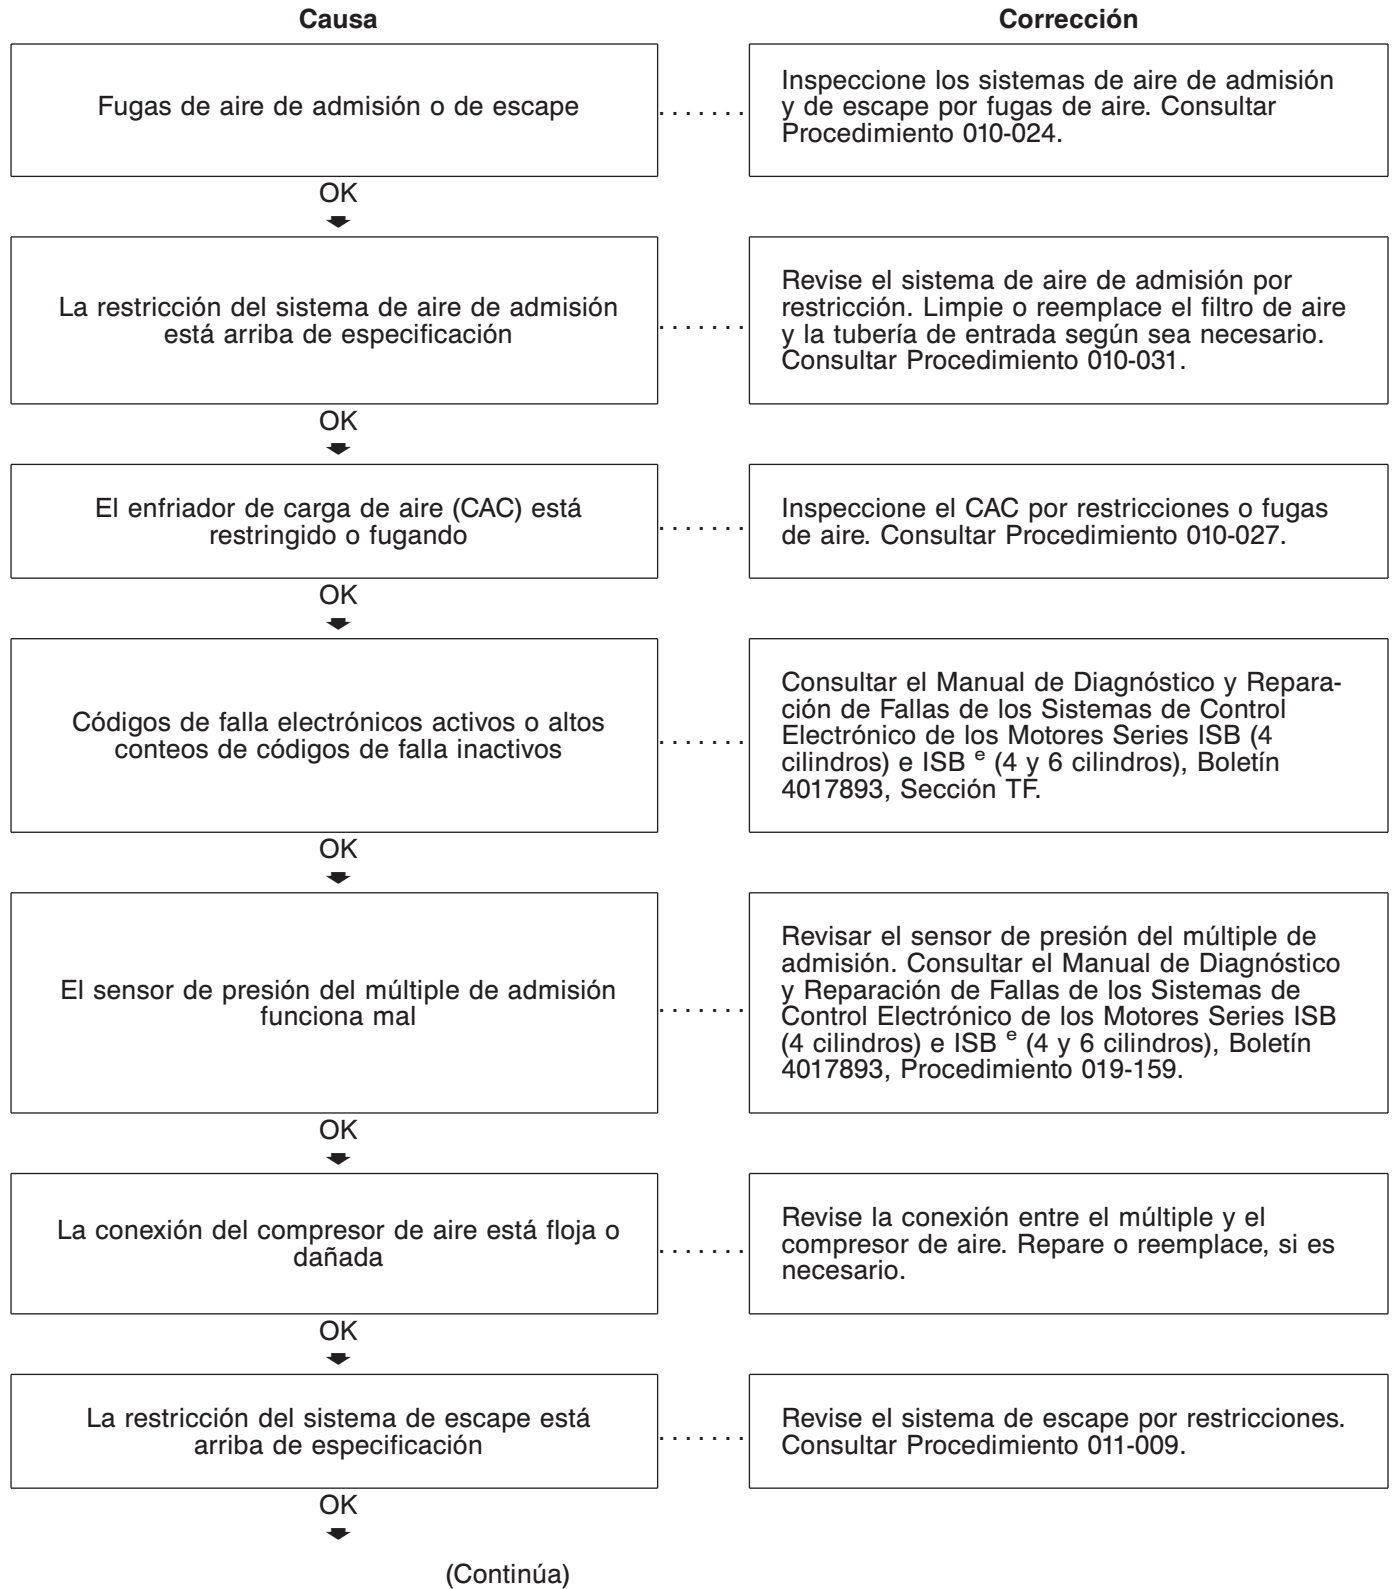 Causa
Corrección
Fugas de aire de admisión o de escape
.......
Inspeccione los sistemas de aire de admisión
y de escape por fugas de aire. Consultar
Procedimiento 010-024.
OK
La restricción del sistema de aire de admisión
está arriba de especificación
.......
Revise el sistema de aire de admisión por
restricción. Limpie o reemplace el filtro de aire
y la tubería de entrada según sea necesario.
Consultar Procedimiento 010-031.
OK
El enfriador de carga de aire (CAC) está
restringido o fugando
.......
Inspeccione el CAC por restricciones o fugas
de aire. Consultar Procedimiento 010-027.
OK
Códigos de falla electrónicos activos o altos
conteos de códigos de falla inactivos
.......
Consultar el Manual de Diagnóstico y Repara-
ción de Fallas de los Sistemas de Control
Electrónico de los Motores Series ISB (4
cilindros) e ISB e (4 y 6 cilindros), Boletín
4017893, Sección TF.
OK
El sensor de presión del múltiple de admisión
funciona mal
.......
Revisar el sensor de presión del múltiple de
admisión. Consultar el Manual de Diagnóstico
y Reparación de Fallas de los Sistemas de
Control Electrónico de los Motores Series ISB
(4 cilindros) e ISB e (4 y 6 cilindros), Boletín
4017893, Procedimiento 019-159.
OK
La conexión del compresor de aire está floja o
dañada
.......
Revise la conexión entre el múltiple y el
compresor de aire. Repare o reemplace, si es
necesario.
OK
La restricción del sistema de escape está
arriba de especificación
.......
Revise el sistema de escape por restricciones.
Consultar Procedimiento 011-009.
OK
(Continúa)